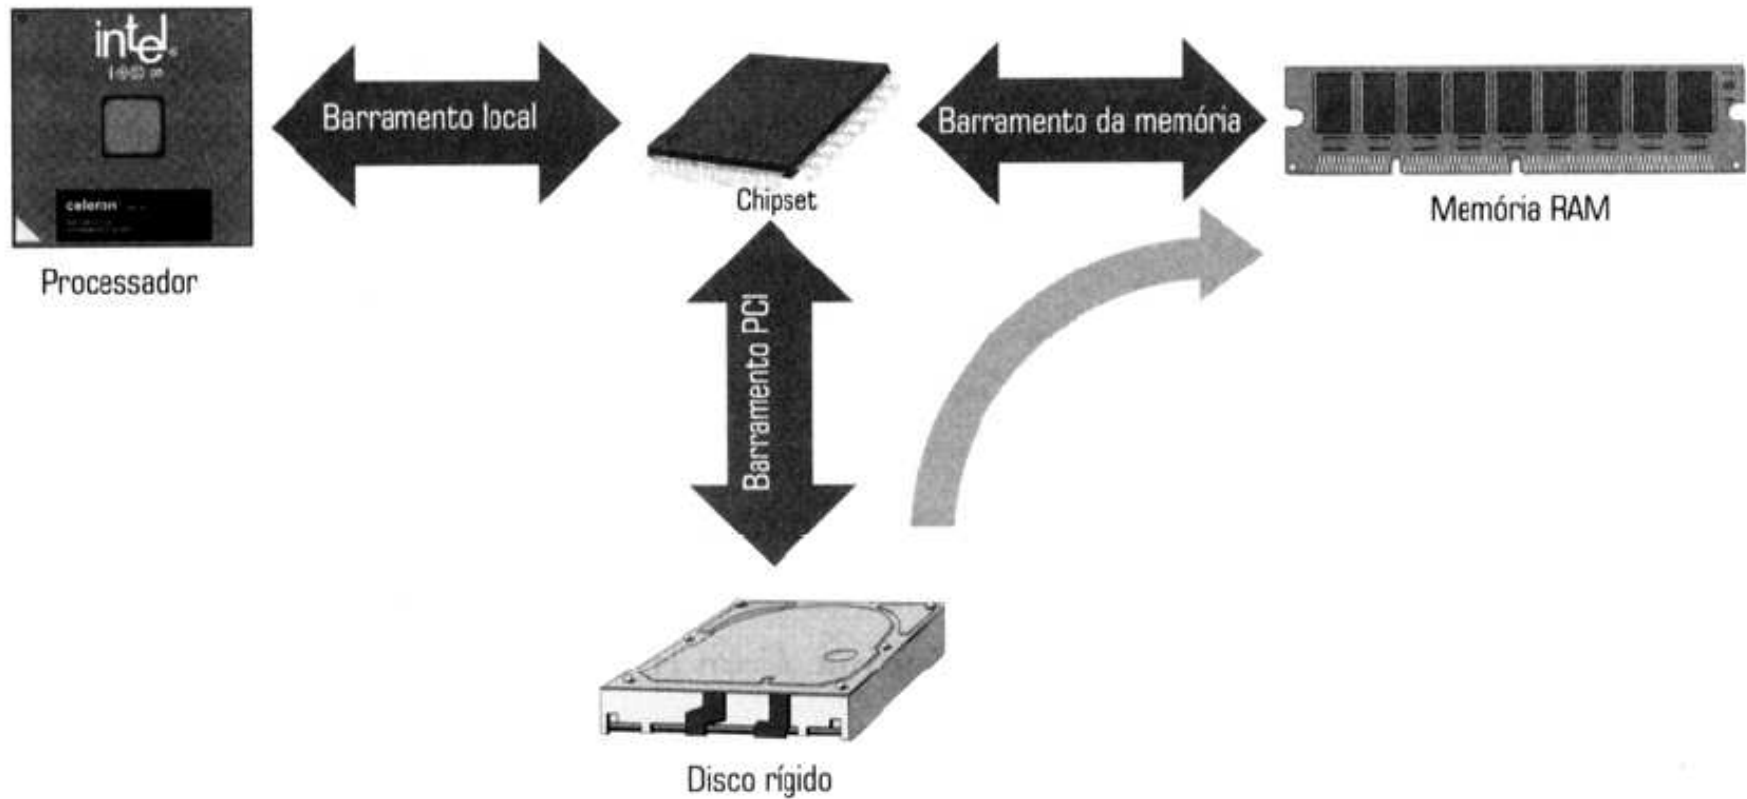 intel
Barramento local
Barramento da memória
Chipset
celeron
Memória RAM
Processador
Barramento PCI
Disco rígido